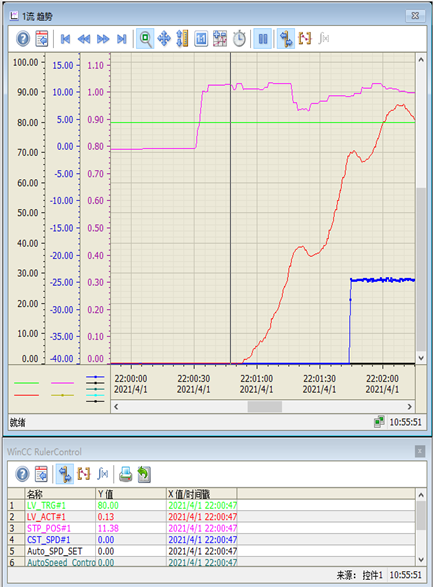 1流 趋势
100.00 15.00 1.10
90.00 10.00 1.00
80.00 5.00 0.90
70.00 0.00 0.80
60.00 -5.00 0.70
50.00 -10.00 0.60
40.00 -15.00 0.50
30.00 -20.00 0.40
20.00 -25.00 0.30
10.00 -30.00 0.20
0.00 -35.00 0.10
-40.00 0.00
22:00:00 22:00:30 22:01:00 22:01:30 22:02:00
2021/4/1 2021/4/1 2021/4/1 2021/4/1 2021/4/1
就绪 10:55:51
WinCC RulerControl
名称 Y 值 X 值/时间戳
1 LV_TRG#1 80.00 2021/4/1 22:00:47
2 LV_ACT#1 0.13 2021/4/1 22:00:47
3 STP_POS#1 11.38 2021/4/1 22:00:47
4 CST_SPD#1 0.00 2021/4/1 22:00:47
5 Auto_SPD_SET 0.00 2021/4/1 22:00:47
6 AutoSpeed_Contro 0.00 2021/4/1 22:00:47
来源: 控件1 10:55:51